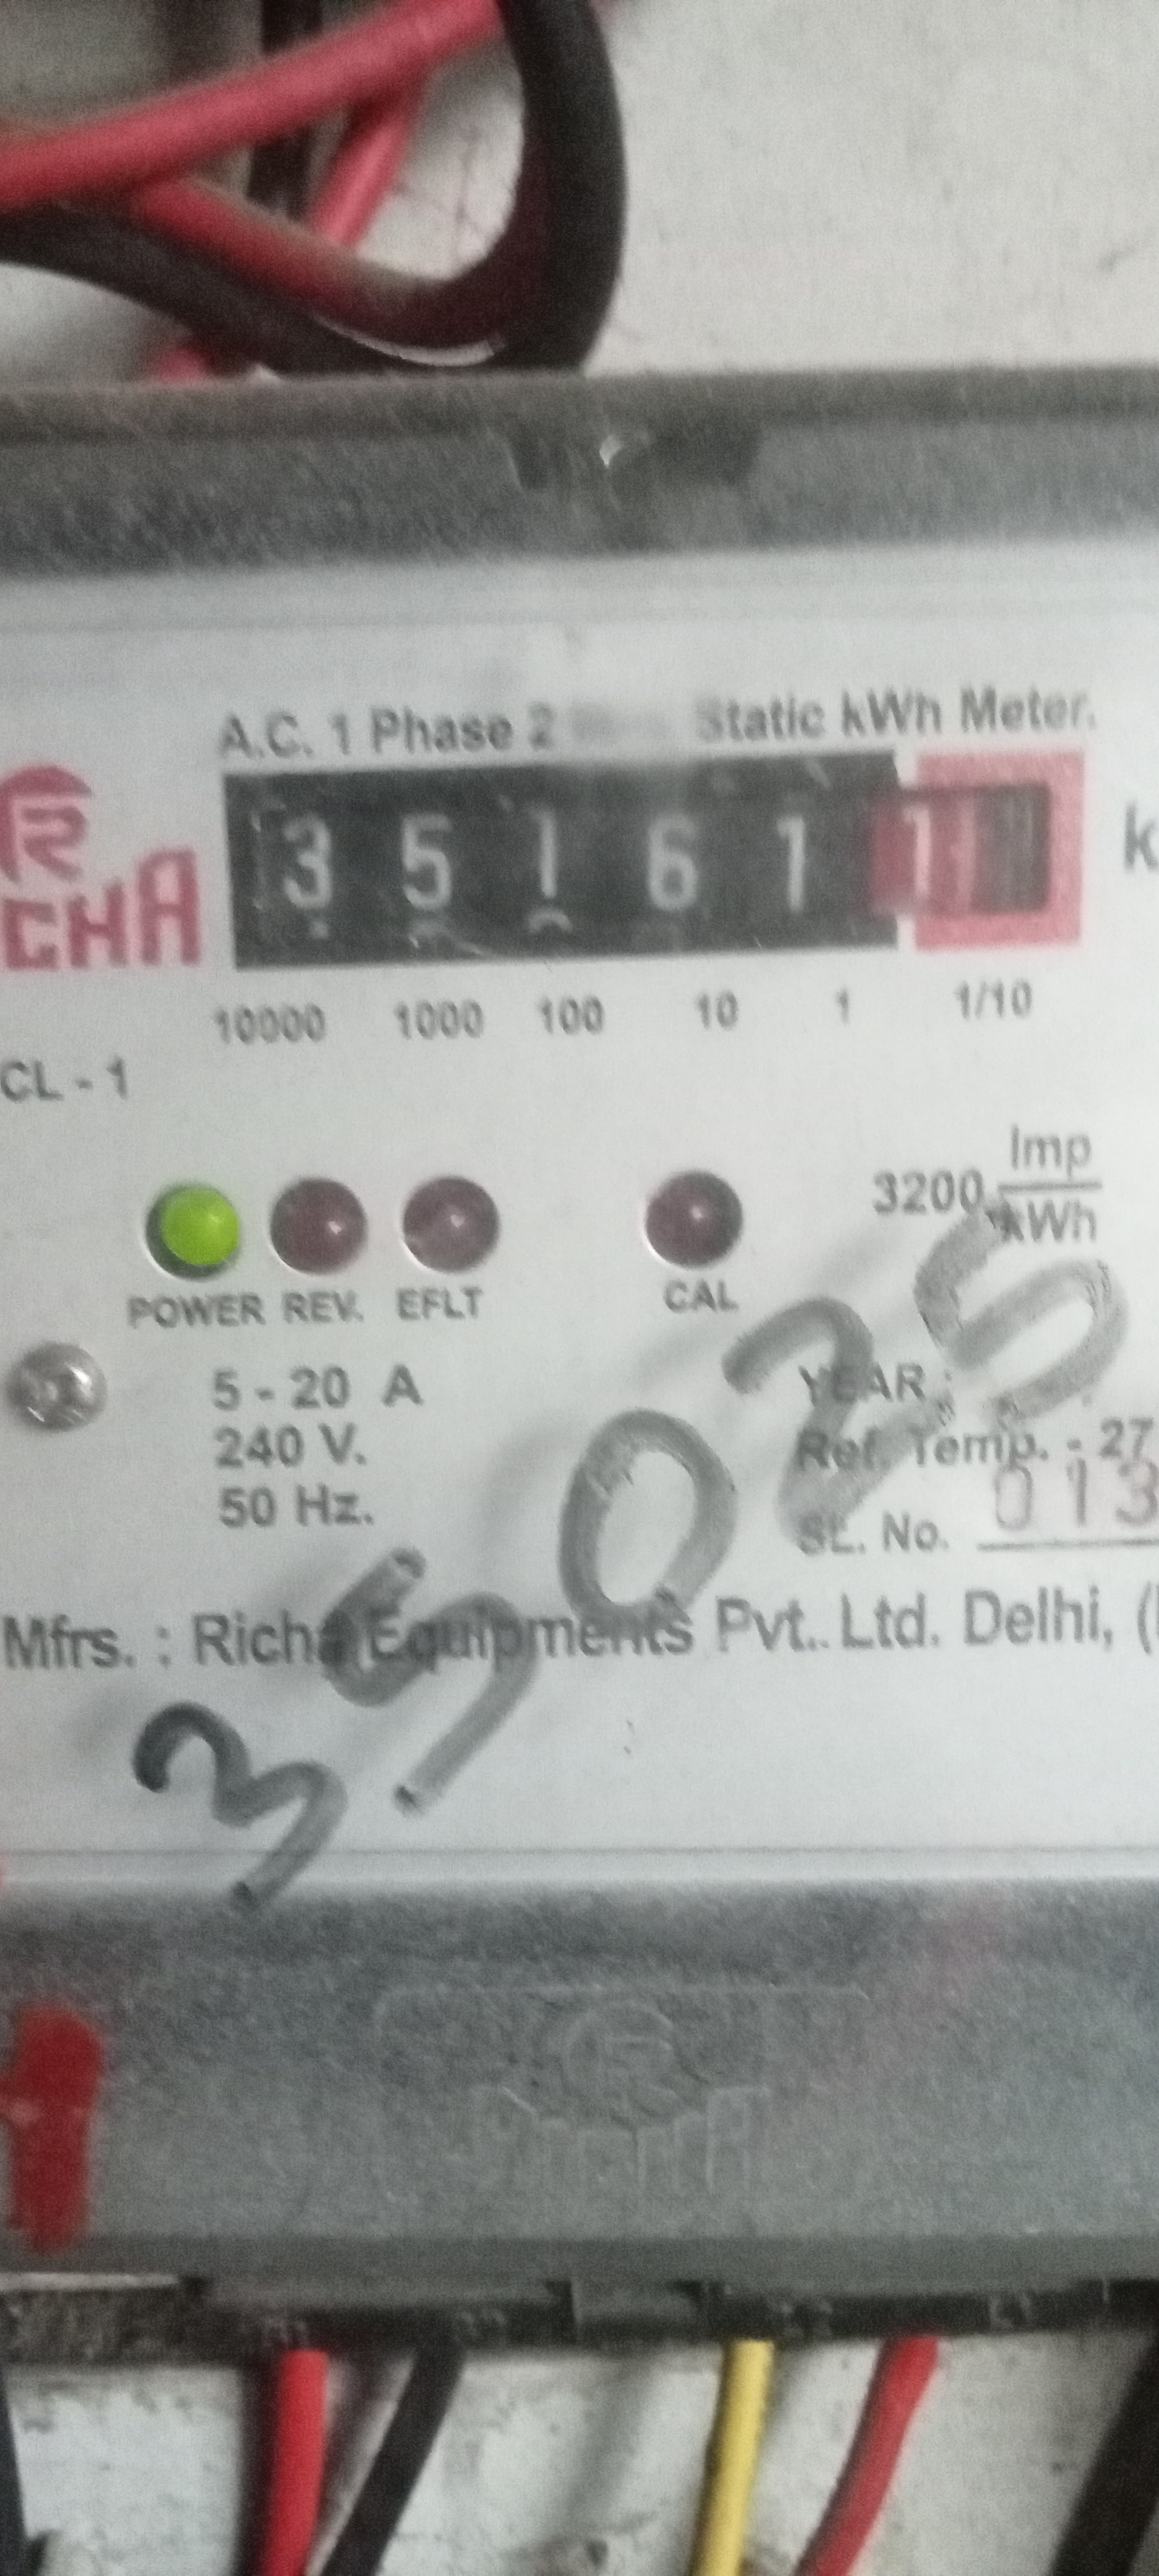 A.C. 1 Phase 2 Static kWh Meter.
R
CHA
3 5 1 6 1 1
k
10000 1000 100 10 1 1/10
CL - 1
3200 Imp/kWh
POWER REV. EFLT CAL
5 - 20 A
240 V.
50 Hz.
YEAR :
Ref. Temp. - 27
SL. No. 013
Mfrs. : Richa Equipments Pvt. Ltd. Delhi, (
35025